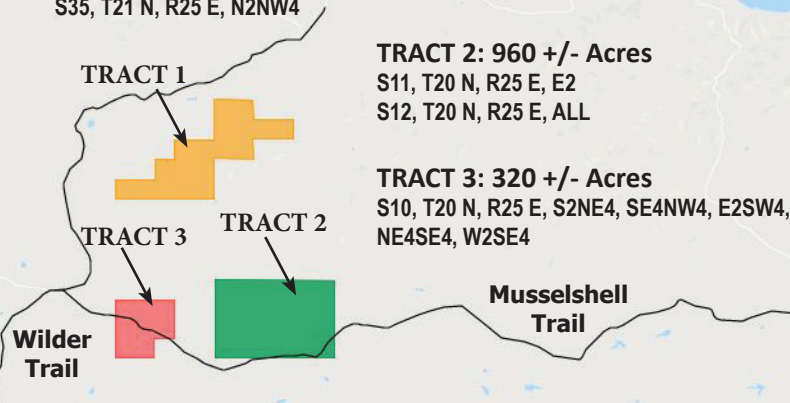 S35, T21 N, R25 E, N2NW4
TRACT 1
TRACT 2: 960 +/- Acres
S11, T20 N, R25 E, E2
S12, T20 N, R25 E, ALL
TRACT 3: 320 +/- Acres
S10, T20 N, R25 E, S2NE4, SE4NW4, E2SW4,
NE4SE4, W2SE4
TRACT 3
TRACT 2
Wilder
Trail
Musselshell
Trail